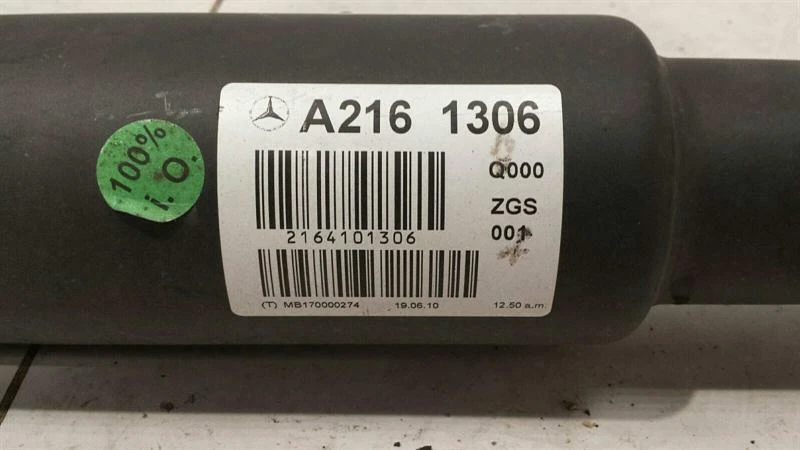 100%
i. O.
A216 1306
Q000
ZGS
001
2164101306
(T) MB170000274 19.06.10 12.50 a.m.